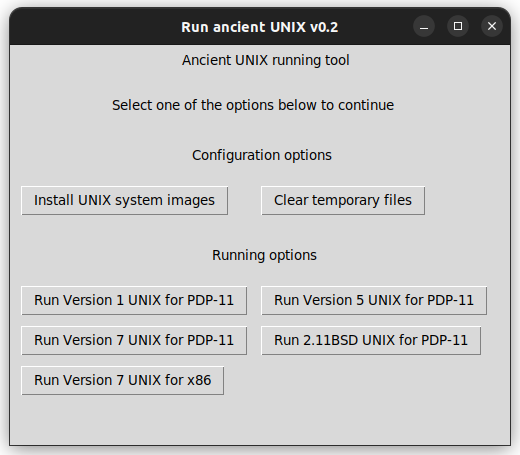 Run ancient UNIX v0.2
Ancient UNIX running tool
Select one of the options below to continue
Configuration options
Install UNIX system images
Clear temporary files
Running options
Run Version 1 UNIX for PDP-11
Run Version 5 UNIX for PDP-11
Run Version 7 UNIX for PDP-11
Run 2.11BSD UNIX for PDP-11
Run Version 7 UNIX for x86